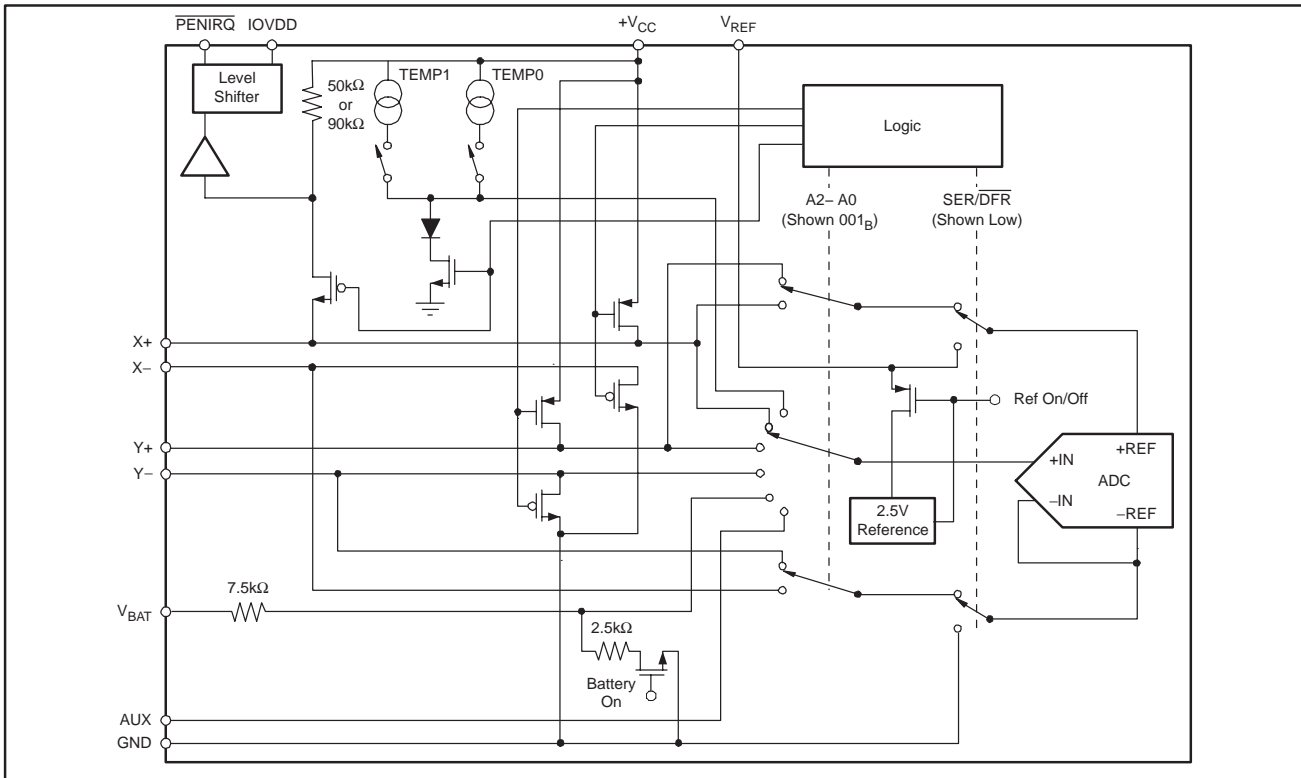 PENIRQ IOVDD
+VCC
VREF
Level
Shifter
50kΩ
or
90kΩ
TEMP1
TEMP0
Logic
A2– A0
(Shown 001B)
SER/DFR
(Shown Low)
X+
X–
Y+
Y–
Ref On/Off
+IN
+REF
ADC
–IN
–REF
2.5V
Reference
7.5kΩ
VBAT
2.5kΩ
Battery
On
AUX
GND